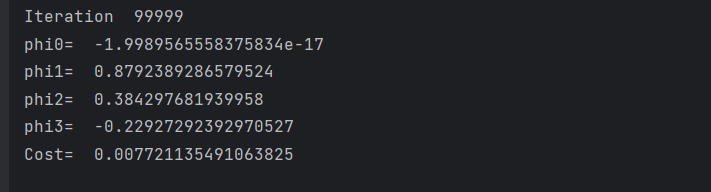 Iteration  99999
phi0=  -1.9989565558375834e-17
phi1=  0.8792389286579524
phi2=  0.384297681939958
phi3=  -0.22927292392970527
Cost=  0.007721135491063825